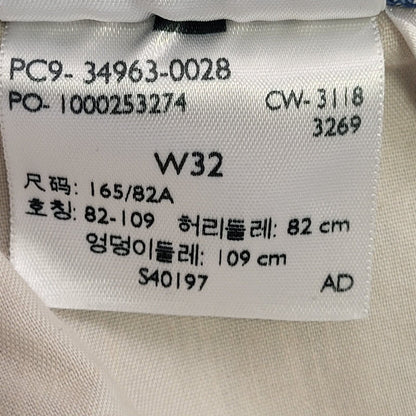 PC9- 34963-0028
PO- 1000253274 CW- 3118
3269
W32
尺码: 165/82A
호칭: 82-109 허리둘레: 82 cm
엉덩이둘레: 109 cm
S40197 AD